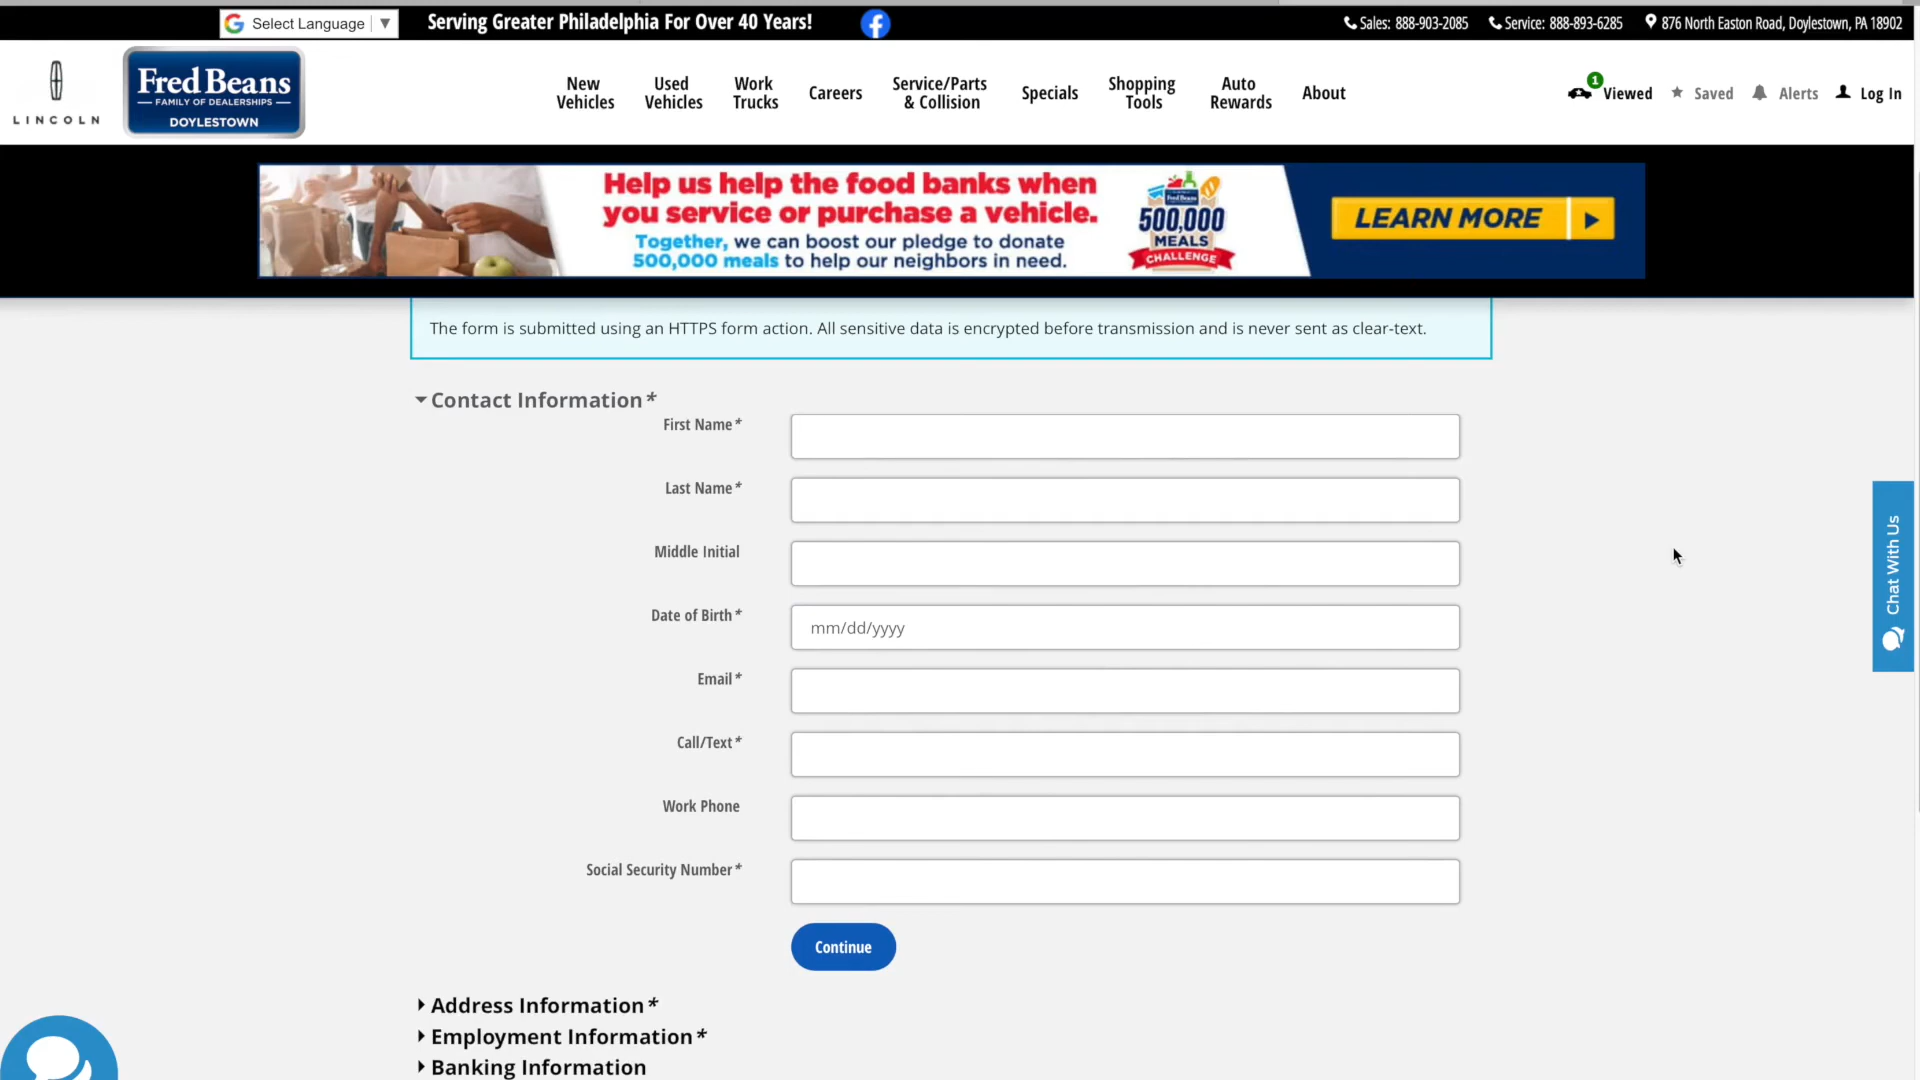 Select Language ▼
Serving Greater Philadelphia For Over 40 Years!
Sales: 888-903-2085
Service: 888-893-6285
876 North Easton Road, Doylestown, PA 18902
LINCOLN
Fred Beans
FAMILY OF DEALERSHIPS
DOYLESTOWN
New
Vehicles
Used
Vehicles
Work
Trucks
Careers
Service/Parts
& Collision
Specials
Shopping
Tools
Auto
Rewards
About
1
Viewed
Saved
Alerts
Log In
Help us help the food banks when
you service or purchase a vehicle.
Together, we can boost our pledge to donate
500,000 meals to help our neighbors in need.
Fred Beans
500,000
MEALS
CHALLENGE
LEARN MORE
The form is submitted using an HTTPS form action. All sensitive data is encrypted before transmission and is never sent as clear-text.
Contact Information*
First Name*
Last Name*
Middle Initial
Date of Birth*
mm/dd/yyyy
Email*
Call/Text*
Work Phone
Social Security Number*
Continue
Address Information*
Employment Information*
Banking Information
Chat With Us